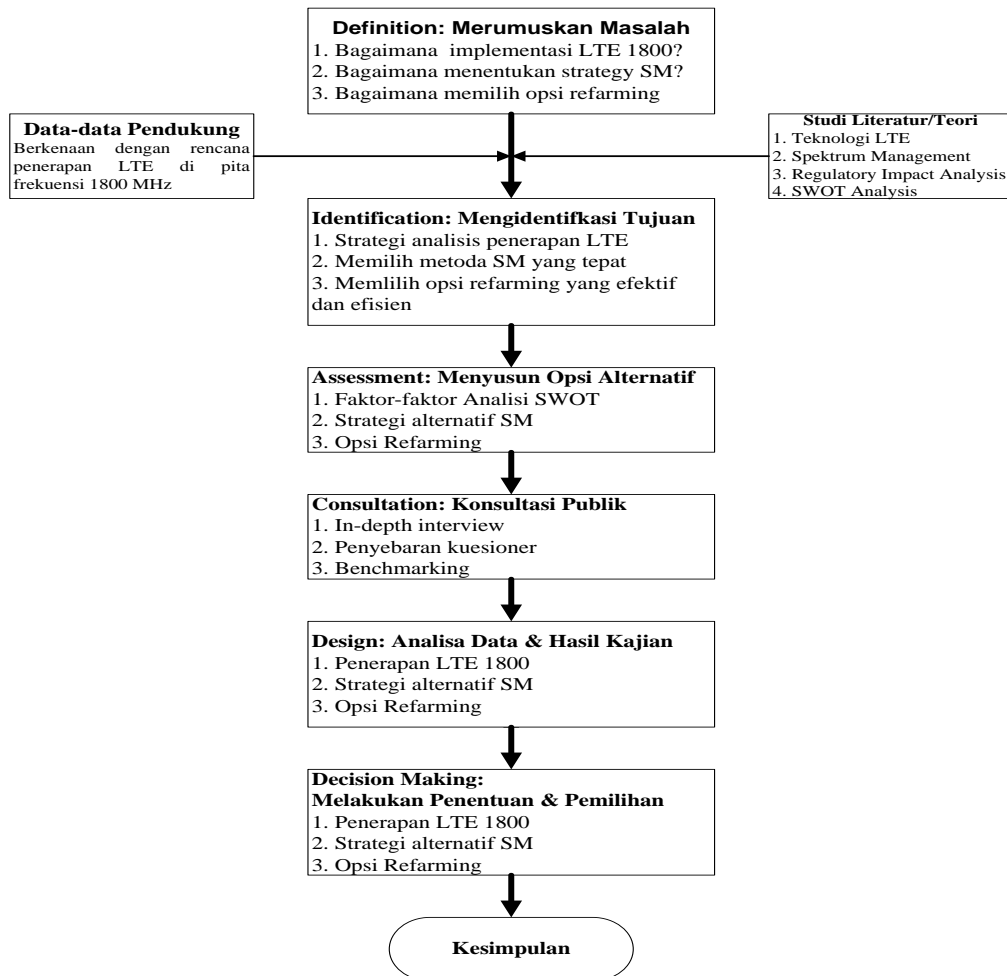 Definition: Merumuskan Masalah
1. Bagaimana implementasi LTE 1800?
2. Bagaimana menentukan strategy SM?
3. Bagaimana memilih opsi refarming
Data-data Pendukung
Berkenaan dengan rencana
penerapan LTE di pita
frekuensi 1800 MHz
Studi Literatur/Teori
1. Teknologi LTE
2. Spektrum Management
3. Regulatory Impact Analysis
4. SWOT Analysis
Identification: Mengidentifkasi Tujuan
1. Strategi analisis penerapan LTE
2. Memilih metoda SM yang tepat
3. Memlilih opsi refarming yang efektif
dan efisien
Assessment: Menyusun Opsi Alternatif
1. Faktor-faktor Analisi SWOT
2. Strategi alternatif SM
3. Opsi Refarming
Consultation: Konsultasi Publik
1. In-depth interview
2. Penyebaran kuesioner
3. Benchmarking
Design: Analisa Data & Hasil Kajian
1. Penerapan LTE 1800
2. Strategi alternatif SM
3. Opsi Refarming
Decision Making:
Melakukan Penentuan & Pemilihan
1. Penerapan LTE 1800
2. Strategi alternatif SM
3. Opsi Refarming
Kesimpulan